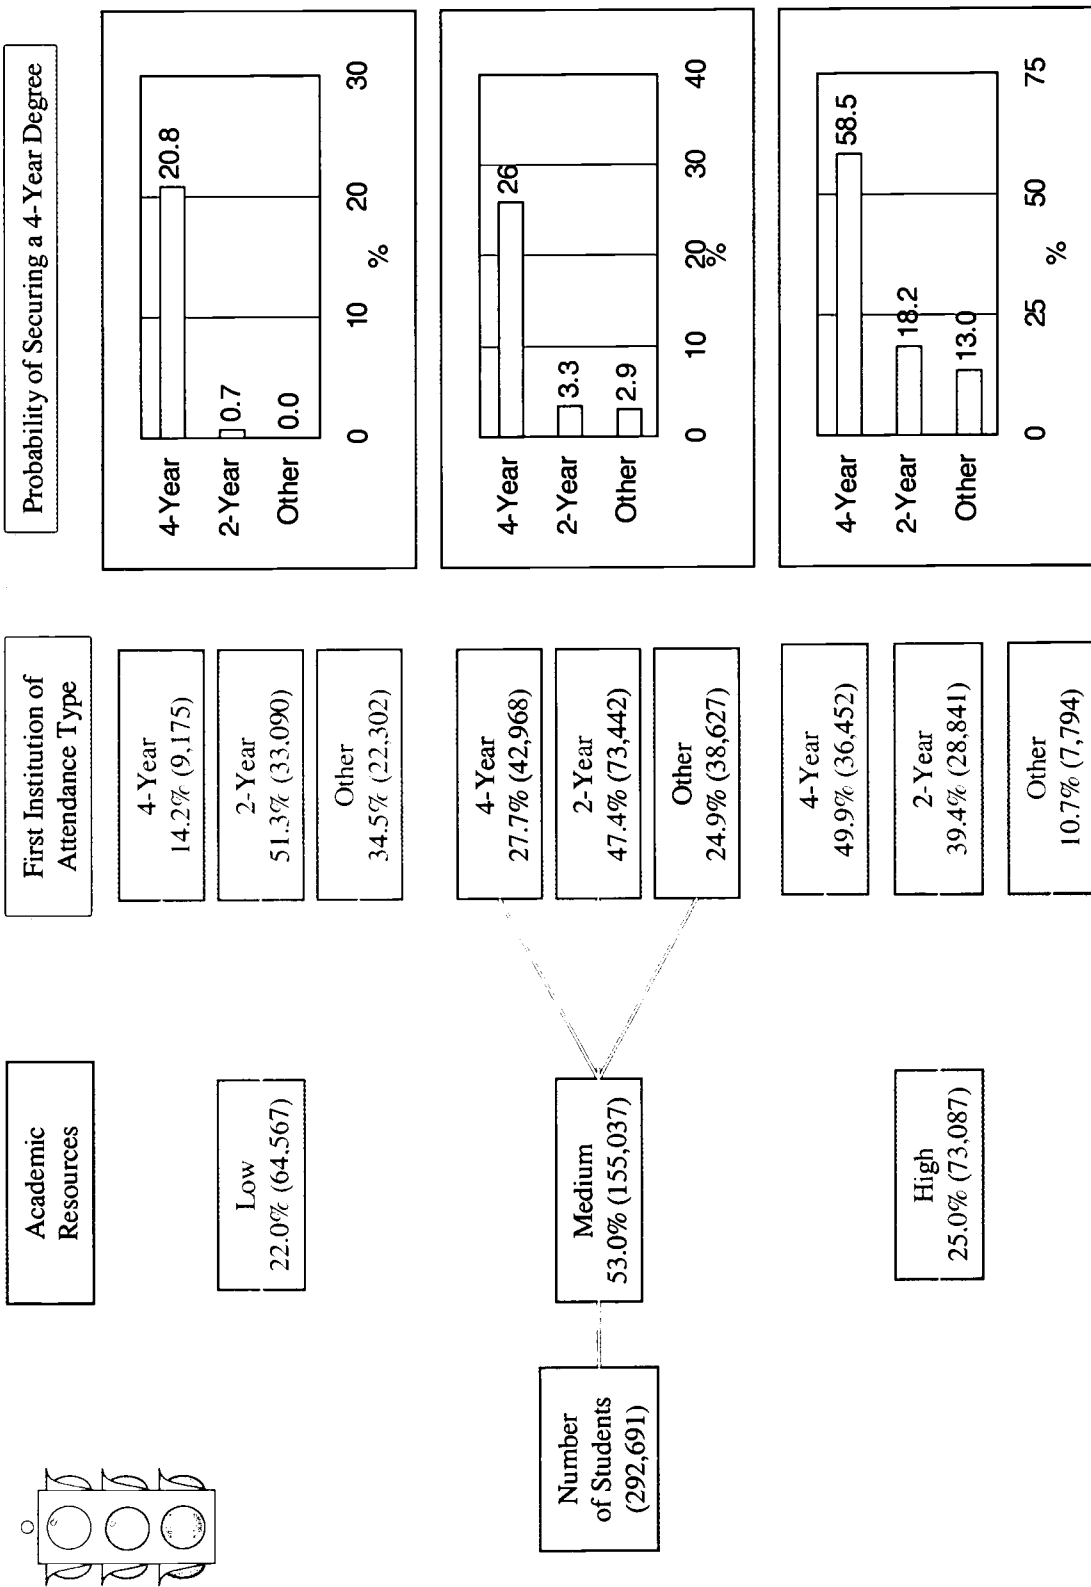 Academic
Resources
First Institution of
Attendance Type
Probability of Securing a 4-Year Degree
Number
of Students
(292,691)
Low
22.0% (64,567)
4-Year
14.2% (9,175)
2-Year
51.3% (33,090)
Other
34.5% (22,302)
4-Year
20.8
2-Year
0.7
Other
0.0
0
10
20
30
%
Medium
53.0% (155,037)
4-Year
27.7% (42,968)
2-Year
47.4% (73,442)
Other
24.9% (38,627)
4-Year
26
2-Year
3.3
Other
2.9
0
10
20
30
40
%
High
25.0% (73,087)
4-Year
49.9% (36,452)
2-Year
39.4% (28,841)
Other
10.7% (7,794)
4-Year
58.5
2-Year
18.2
Other
13.0
0
25
50
75
%